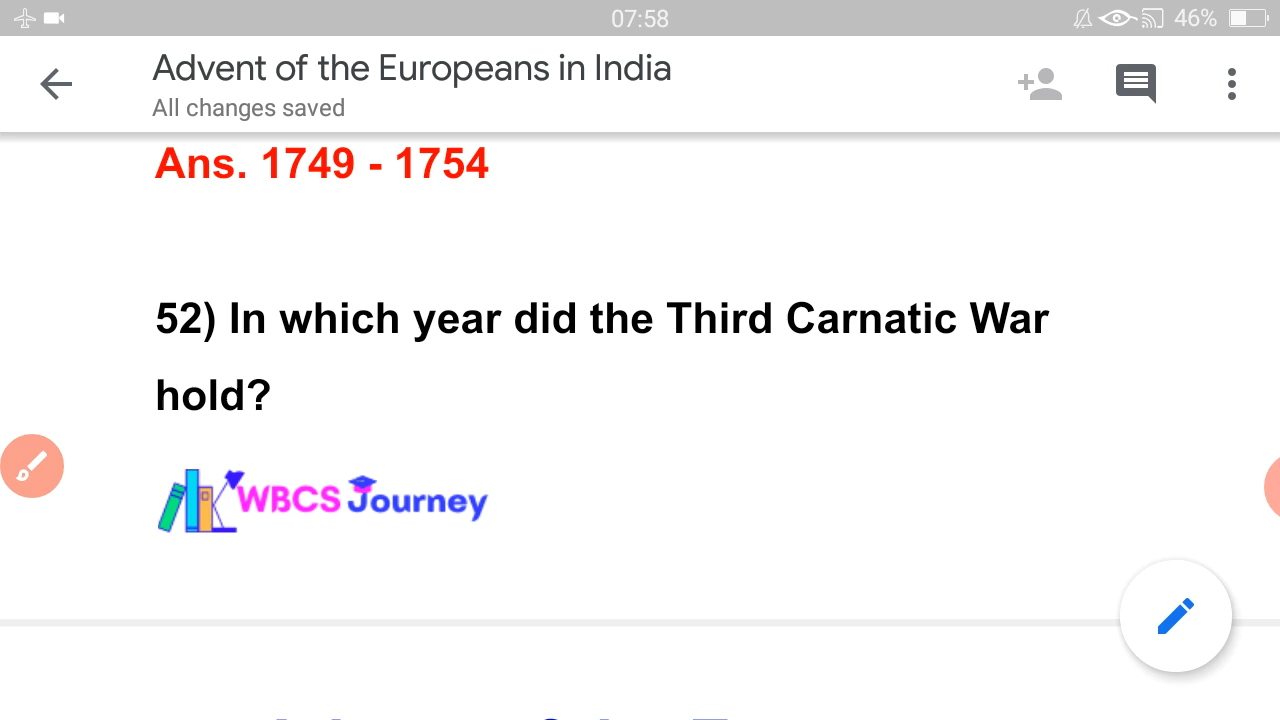 07:58
46%
Advent of the Europeans in India
All changes saved
Ans. 1749 - 1754
52) In which year did the Third Carnatic War
hold?
WBCS Journey